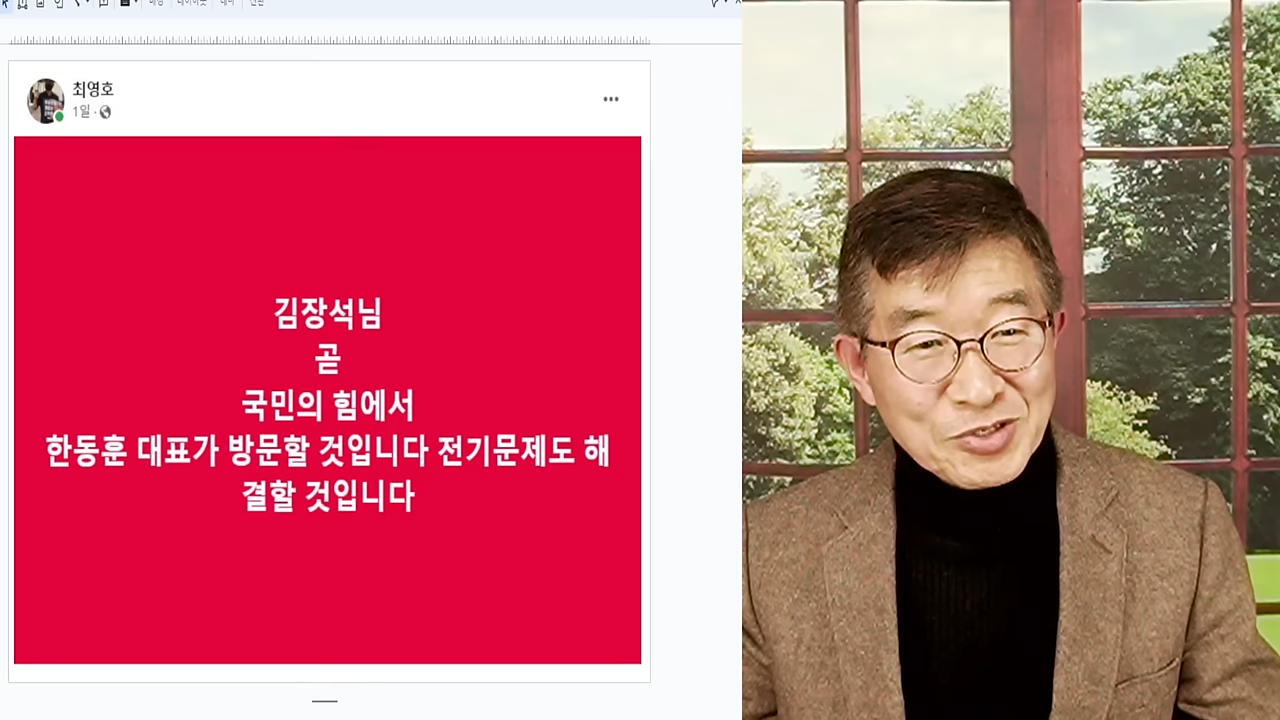 최영호
1일 ·
김장석님
곧
국민의 힘에서
한동훈 대표가 방문할 것입니다 전기문제도 해
결할 것입니다